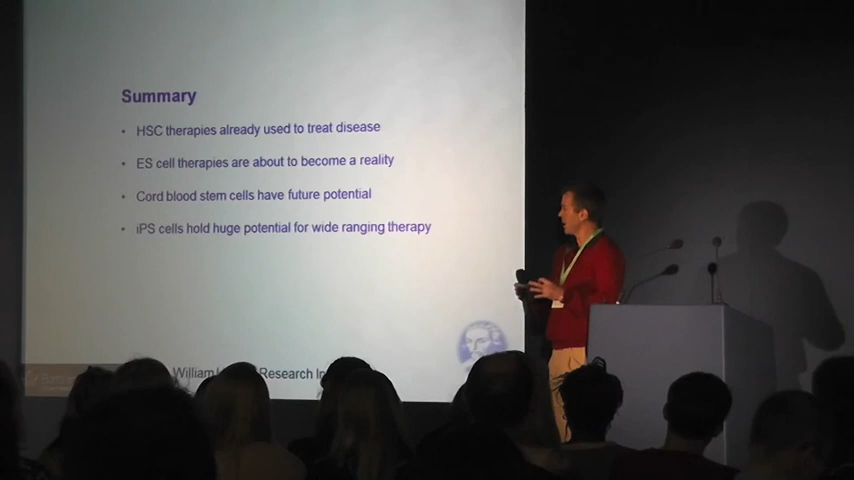 Summary
• HSC therapies already used to treat disease
• ES cell therapies are about to become a reality
• Cord blood stem cells have future potential
• iPS cells hold huge potential for wide ranging therapy
William Research